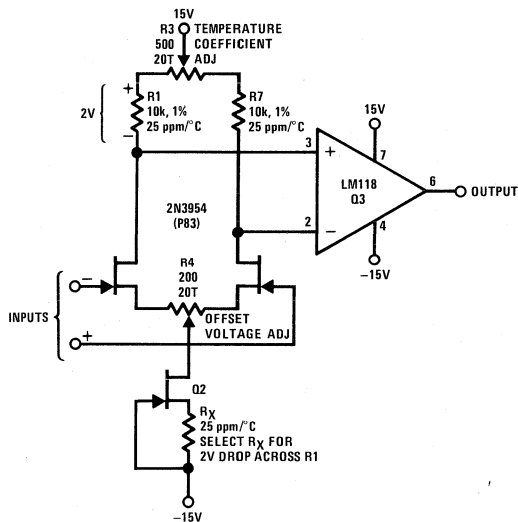 15V
R3
500
20T
TEMPERATURE
COEFFICIENT
ADJ
+
2V
−
R1
10k, 1%
25 ppm/°C
R7
10k, 1%
25 ppm/°C
3
+
15V
7
LM118
Q3
6
OUTPUT
2
−
4
−15V
2N3954
(P83)
R4
200
20T
OFFSET
VOLTAGE ADJ
INPUTS
−
+
Q2
RX
25 ppm/°C
SELECT RX FOR
2V DROP ACROSS R1
−15V